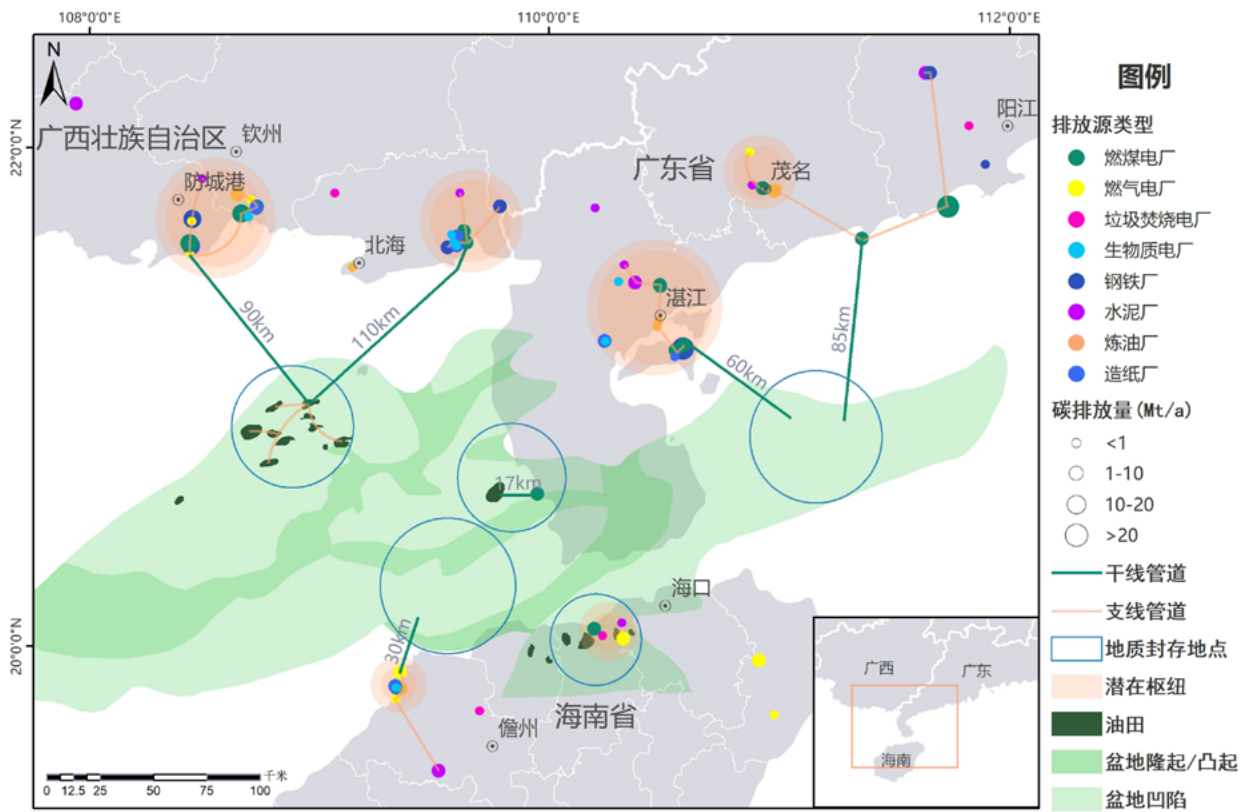 108°0'0"E
110°0'0"E
112°0'0"E
N
22°0'0"N
20°0'0"N
广西壮族自治区
钦州
防城港
北海
广东省
茂名
阳江
湛江
90km
110km
60km
85km
17km
30km
海口
海南省
儋州
0 12.5 25 50 75 100 千米
广西
广东
海南
图例
排放源类型
燃煤电厂
燃气电厂
垃圾焚烧电厂
生物质电厂
钢铁厂
水泥厂
炼油厂
造纸厂
碳排放量(Mt/a)
<1
1-10
10-20
>20
干线管道
支线管道
地质封存地点
潜在枢纽
油田
盆地隆起/凸起
盆地凹陷